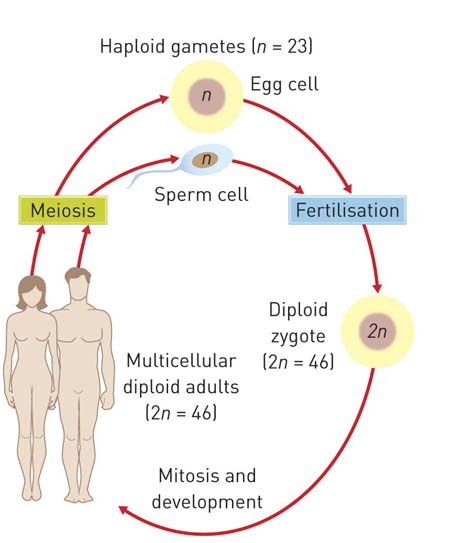 Haploid gametes (n = 23)
n
Egg cell
n
Sperm cell
Meiosis
Fertilisation
Diploid
zygote
(2n = 46)
2n
Multicellular
diploid adults
(2n = 46)
Mitosis and
development